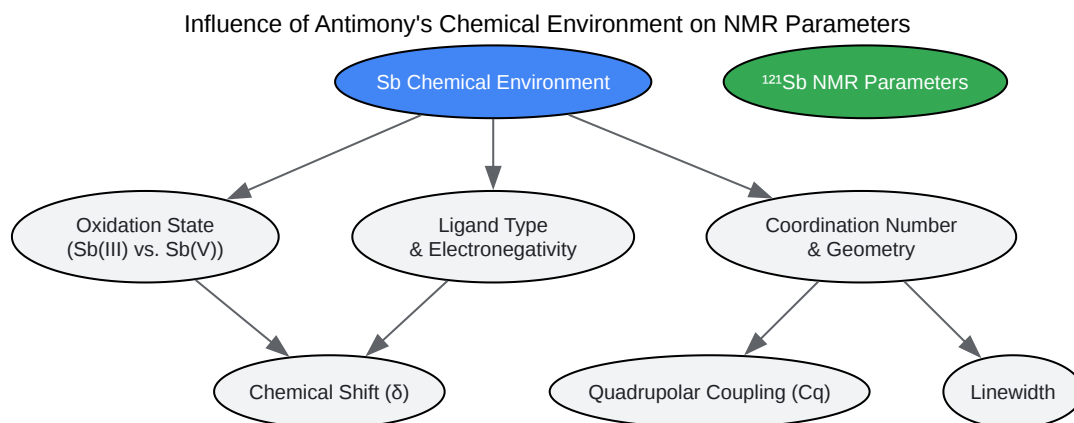 Influence of Antimony's Chemical Environment on NMR Parameters
Sb Chemical Environment
¹²¹Sb NMR Parameters
Oxidation State
(Sb(III) vs. Sb(V))
Ligand Type
& Electronegativity
Coordination Number
& Geometry
Chemical Shift (δ)
Quadrupolar Coupling (Cq)
Linewidth